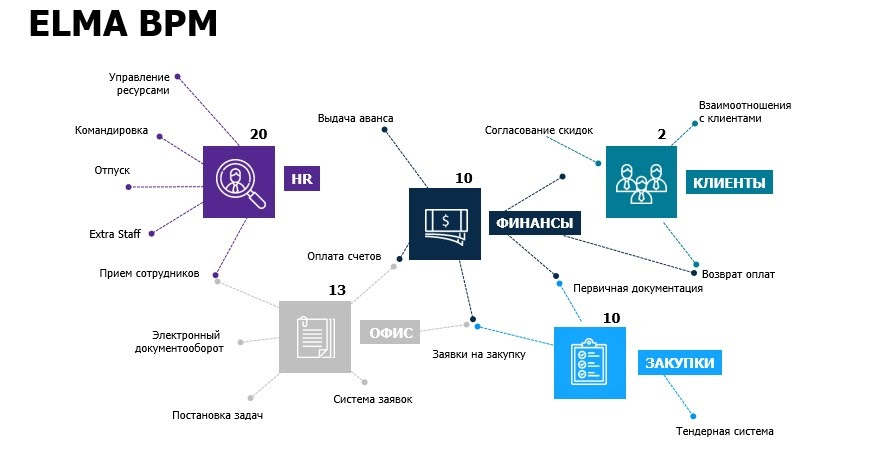 ELMA BPM
Управление
ресурсами
Командировка
Отпуск
Extra Staff
Прием сотрудников
20
HR
Выдача аванса
10
ФИНАНСЫ
Оплата счетов
Согласование скидок
2
КЛИЕНТЫ
Взаимоотношения
с клиентами
Возврат оплат
Первичная документация
13
ОФИС
Электронный
документооборот
Постановка задач
Система заявок
Заявки на закупку
10
ЗАКУПКИ
Тендерная система
$